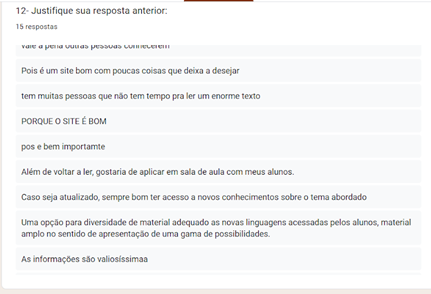 12- Justifique sua resposta anterior:
15 respostas
vale a pena outras pessoas conhecerem
Pois é um site bom com poucas coisas que deixa a desejar
tem muitas pessoas que não tem tempo pra ler um enorme texto
PORQUE O SITE É BOM
pos e bem importamte
Além de voltar a ler, gostaria de aplicar em sala de aula com meus alunos.
Caso seja atualizado, sempre bom ter acesso a novos conhecimentos sobre o tema abordado
Uma opção para diversidade de material adequado as novas linguagens acessadas pelos alunos, material
amplo no sentido de apresentação de uma gama de possibilidades.
As informações são valiosíssimaa